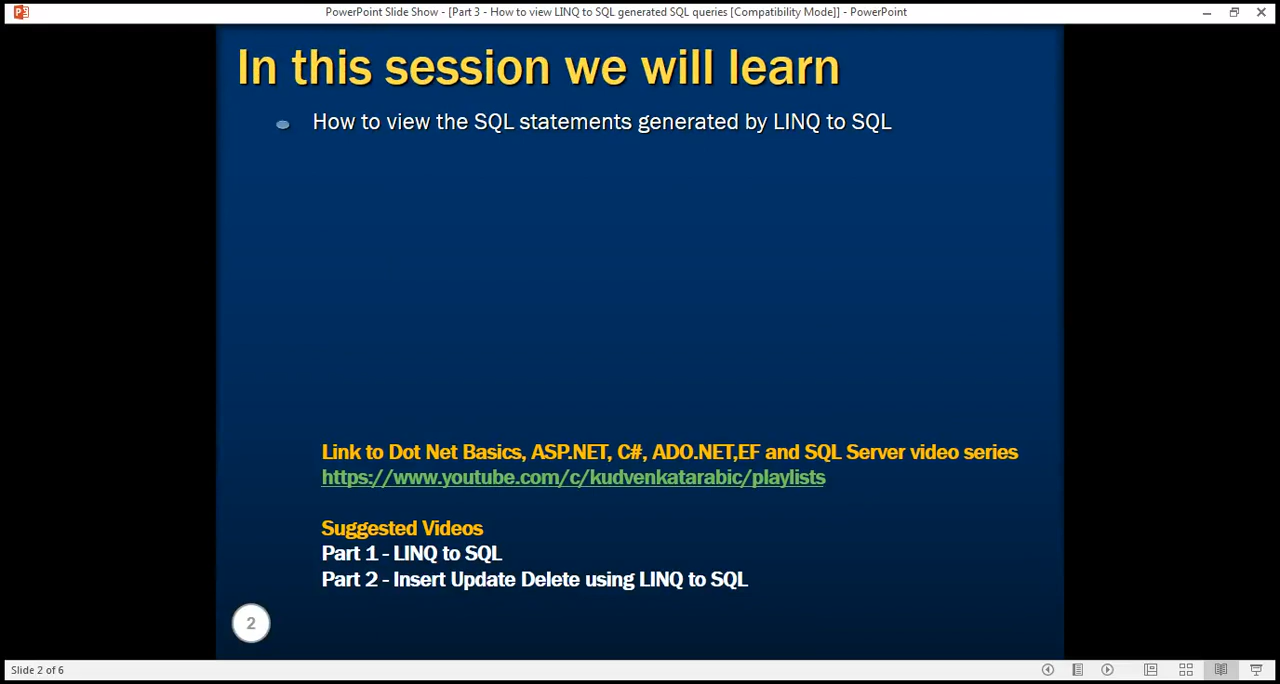 PowerPoint Slide Show - [Part 3 - How to view LINQ to SQL generated SQL queries [Compatibility Mode]] - PowerPoint
In this session we will learn
How to view the SQL statements generated by LINQ to SQL
Link to Dot Net Basics, ASP.NET, C#, ADO.NET,EF and SQL Server video series
https://www.youtube.com/c/kudvenkatarabic/playlists
Suggested Videos
Part 1 - LINQ to SQL
Part 2 - Insert Update Delete using LINQ to SQL
2
Slide 2 of 6